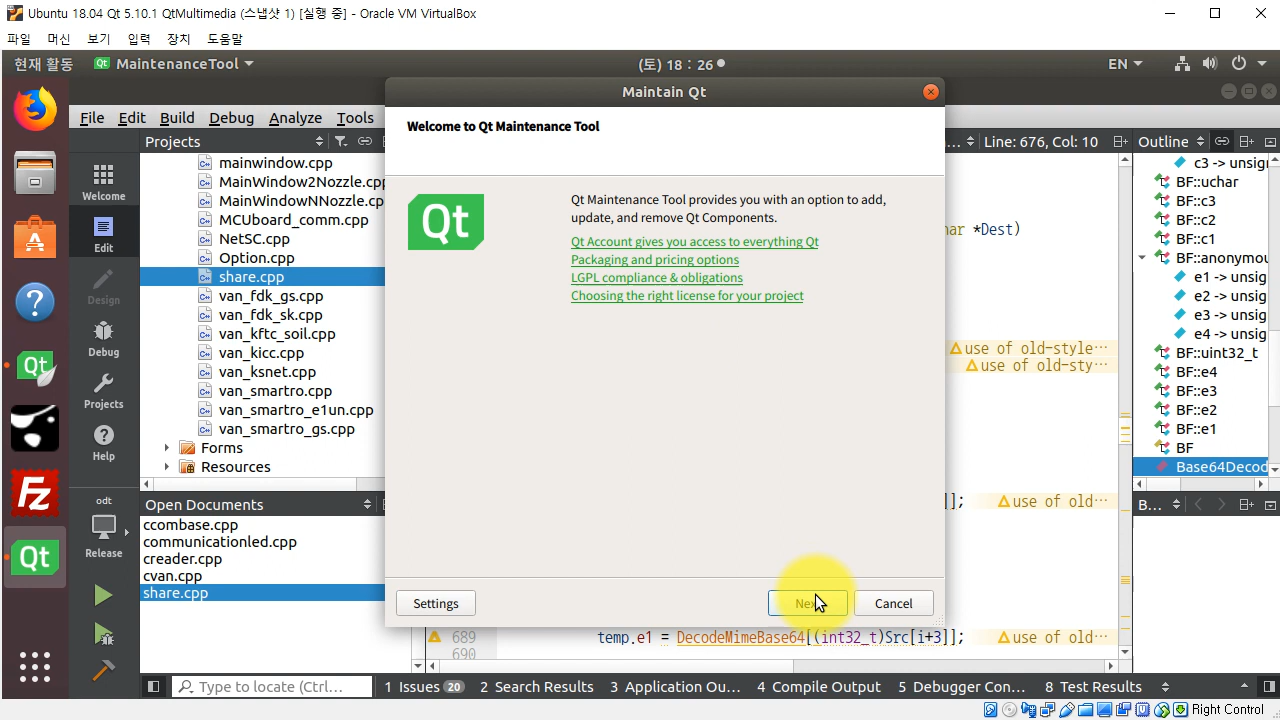 Ubuntu 18.04 Qt 5.10.1 QtMultimedia (스냅샷 1) [실행 중] - Oracle VM VirtualBox
파일 머신 보기 입력 장치 도움말
현재 활동 MaintenanceTool (토) 18 : 26 EN
Maintain Qt
File Edit Build Debug Analyze Tools
Projects
Line: 676, Col: 10
Outline
Welcome to Qt Maintenance Tool
Qt
Qt Maintenance Tool provides you with an option to add,
update, and remove Qt Components.
Qt Account gives you access to everything Qt
Packaging and pricing options
LGPL compliance & obligations
Choosing the right license for your project
Settings
Cancel
Welcome
Edit
Design
Debug
Projects
Help
odt
Release
mainwindow.cpp
MainWindow2Nozzle.cpp
MainWindowNNozzle.cp
MCUboard_comm.cpp
NetSC.cpp
Option.cpp
share.cpp
van_fdk_gs.cpp
van_fdk_sk.cpp
van_kftc_soil.cpp
van_kicc.cpp
van_ksnet.cpp
van_smartro.cpp
van_smartro_e1un.cpp
van_smartro_gs.cpp
Forms
Resources
Open Documents
ccombase.cpp
communicationled.cpp
creader.cpp
cvan.cpp
share.cpp
har *Dest)
use of old-style…
use of old-sty…
]]; use of old…
689 temp.e1 = DecodeMimeBase64[(int32_t)Src[i+3]]; use of old…
690
c3 -> unsig
BF::uchar
BF::c3
BF::c2
BF::c1
BF::anonymou
e1 -> unsig
e2 -> unsig
e3 -> unsig
e4 -> unsig
BF::uint32_t
BF::e4
BF::e3
BF::e2
BF::e1
BF
Base64Decod
B...
Type to locate (Ctrl... 1 Issues 20 2 Search Results 3 Application Ou... 4 Compile Output 5 Debugger Con... 8 Test Results
Right Control